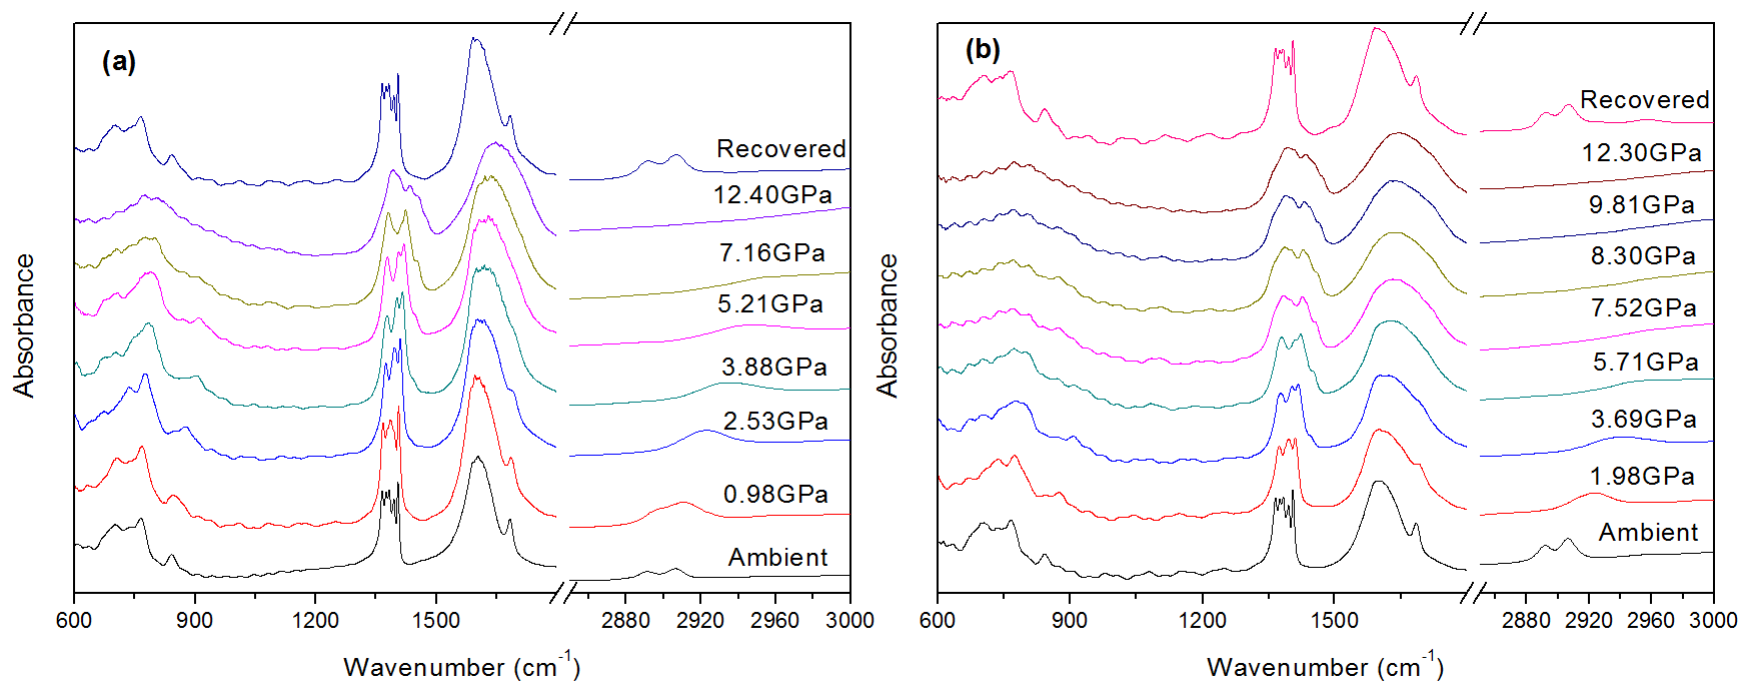 (a)
Recovered
12.40GPa
7.16GPa
5.21GPa
3.88GPa
2.53GPa
0.98GPa
Ambient
Absorbance
600 900 1200 1500 2880 2920 2960 3000
Wavenumber (cm-1)
(b)
Recovered
12.30GPa
9.81GPa
8.30GPa
7.52GPa
5.71GPa
3.69GPa
1.98GPa
Ambient
Absorbance
600 900 1200 1500 2880 2920 2960 3000
Wavenumber (cm-1)